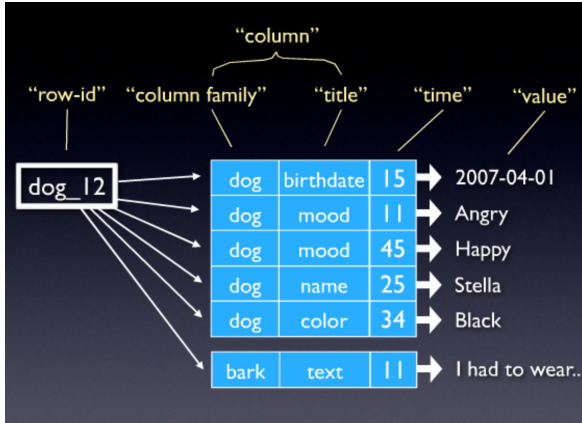 “column”
“row-id” “column family” “title” “time” “value”
dog_12
dog birthdate 15 2007-04-01
dog mood 11 Angry
dog mood 45 Happy
dog name 25 Stella
dog color 34 Black
bark text 11 I had to wear..